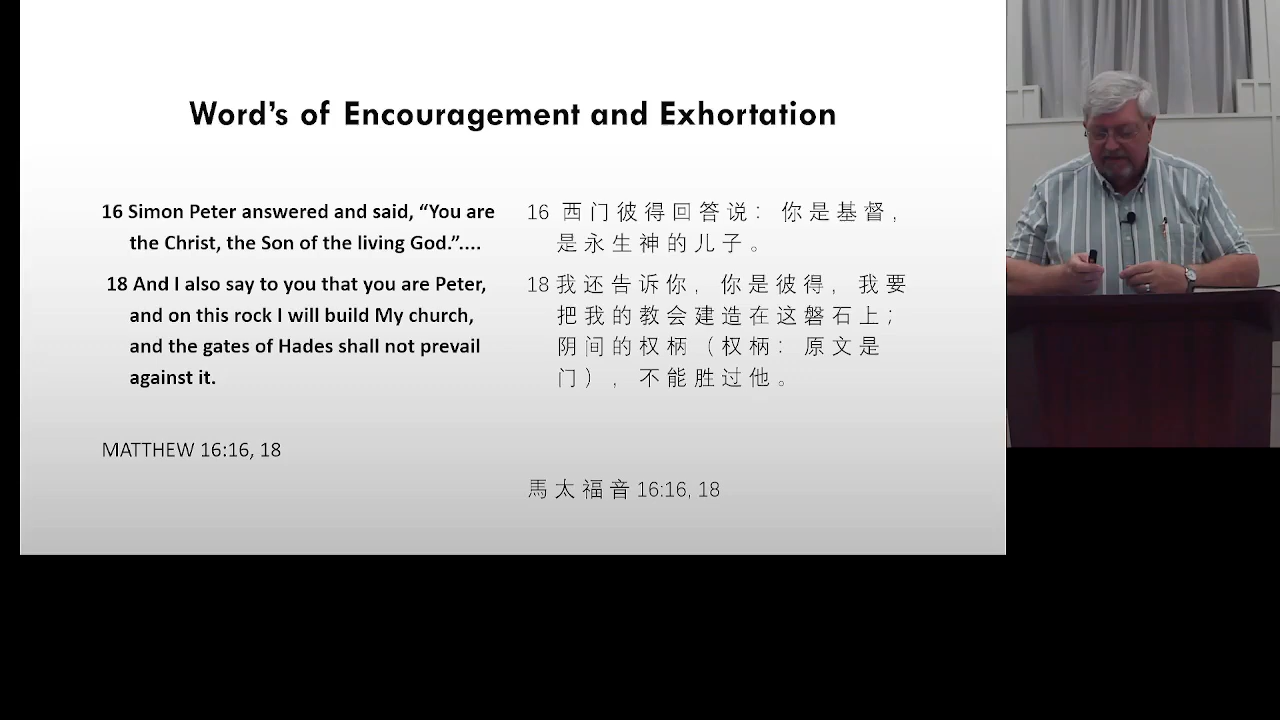 Word’s of Encouragement and Exhortation
16 Simon Peter answered and said, “You are
the Christ, the Son of the living God.”....
18 And I also say to you that you are Peter,
and on this rock I will build My church,
and the gates of Hades shall not prevail
against it.
MATTHEW 16:16, 18
16 西门彼得回答说：你是基督，
是永生神的儿子。
18 我还告诉你，你是彼得，我要
把我的教会建造在这磐石上；
阴间的权柄（权柄：原文是
门），不能胜过他。
馬太福音 16:16, 18